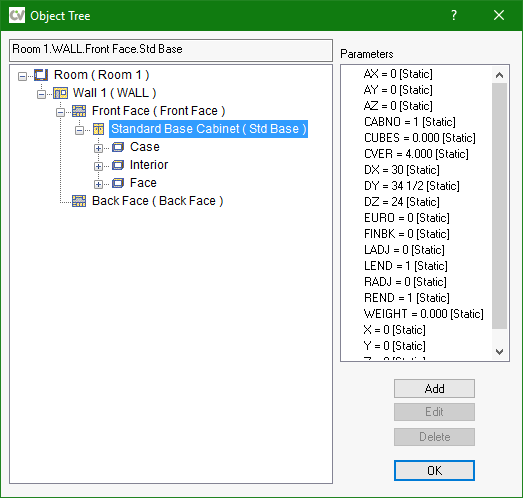 CV Object Tree
Room 1.WALL.Front Face.Std Base
Room ( Room 1 )
Wall 1 ( WALL )
Front Face ( Front Face )
Standard Base Cabinet ( Std Base )
Case
Interior
Face
Back Face ( Back Face )
Parameters
AX = 0 [Static]
AY = 0 [Static]
AZ = 0 [Static]
CABNO = 1 [Static]
CUBES = 0.000 [Static]
CVER = 4.000 [Static]
DX = 30 [Static]
DY = 34 1/2 [Static]
DZ = 24 [Static]
EURO = 0 [Static]
FINBK = 0 [Static]
LADJ = 0 [Static]
LEND = 1 [Static]
RADJ = 0 [Static]
REND = 1 [Static]
WEIGHT = 0.000 [Static]
X = 0 [Static]
Y = 0 [Static]
Z = 0 [Static]
Add
Edit
Delete
OK